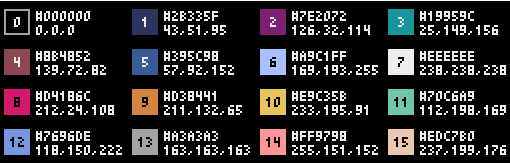 0 #000000 1 #2B335F 2 #7E2072 3 #19959C
0,0,0 43,51,95 126,32,114 25,149,156
4 #8B4852 5 #395C98 6 #A9C1FF 7 #EEEEEE
139,72,82 57,92,152 169,193,255 238,238,238
8 #D4186C 9 #D38441 10 #E9C35B 11 #70C6A9
212,24,108 211,132,65 233,195,91 112,198,169
12 #7696DE 13 #A3A3A3 14 #FF9798 15 #EDC7B0
118,150,222 163,163,163 255,151,152 237,199,176